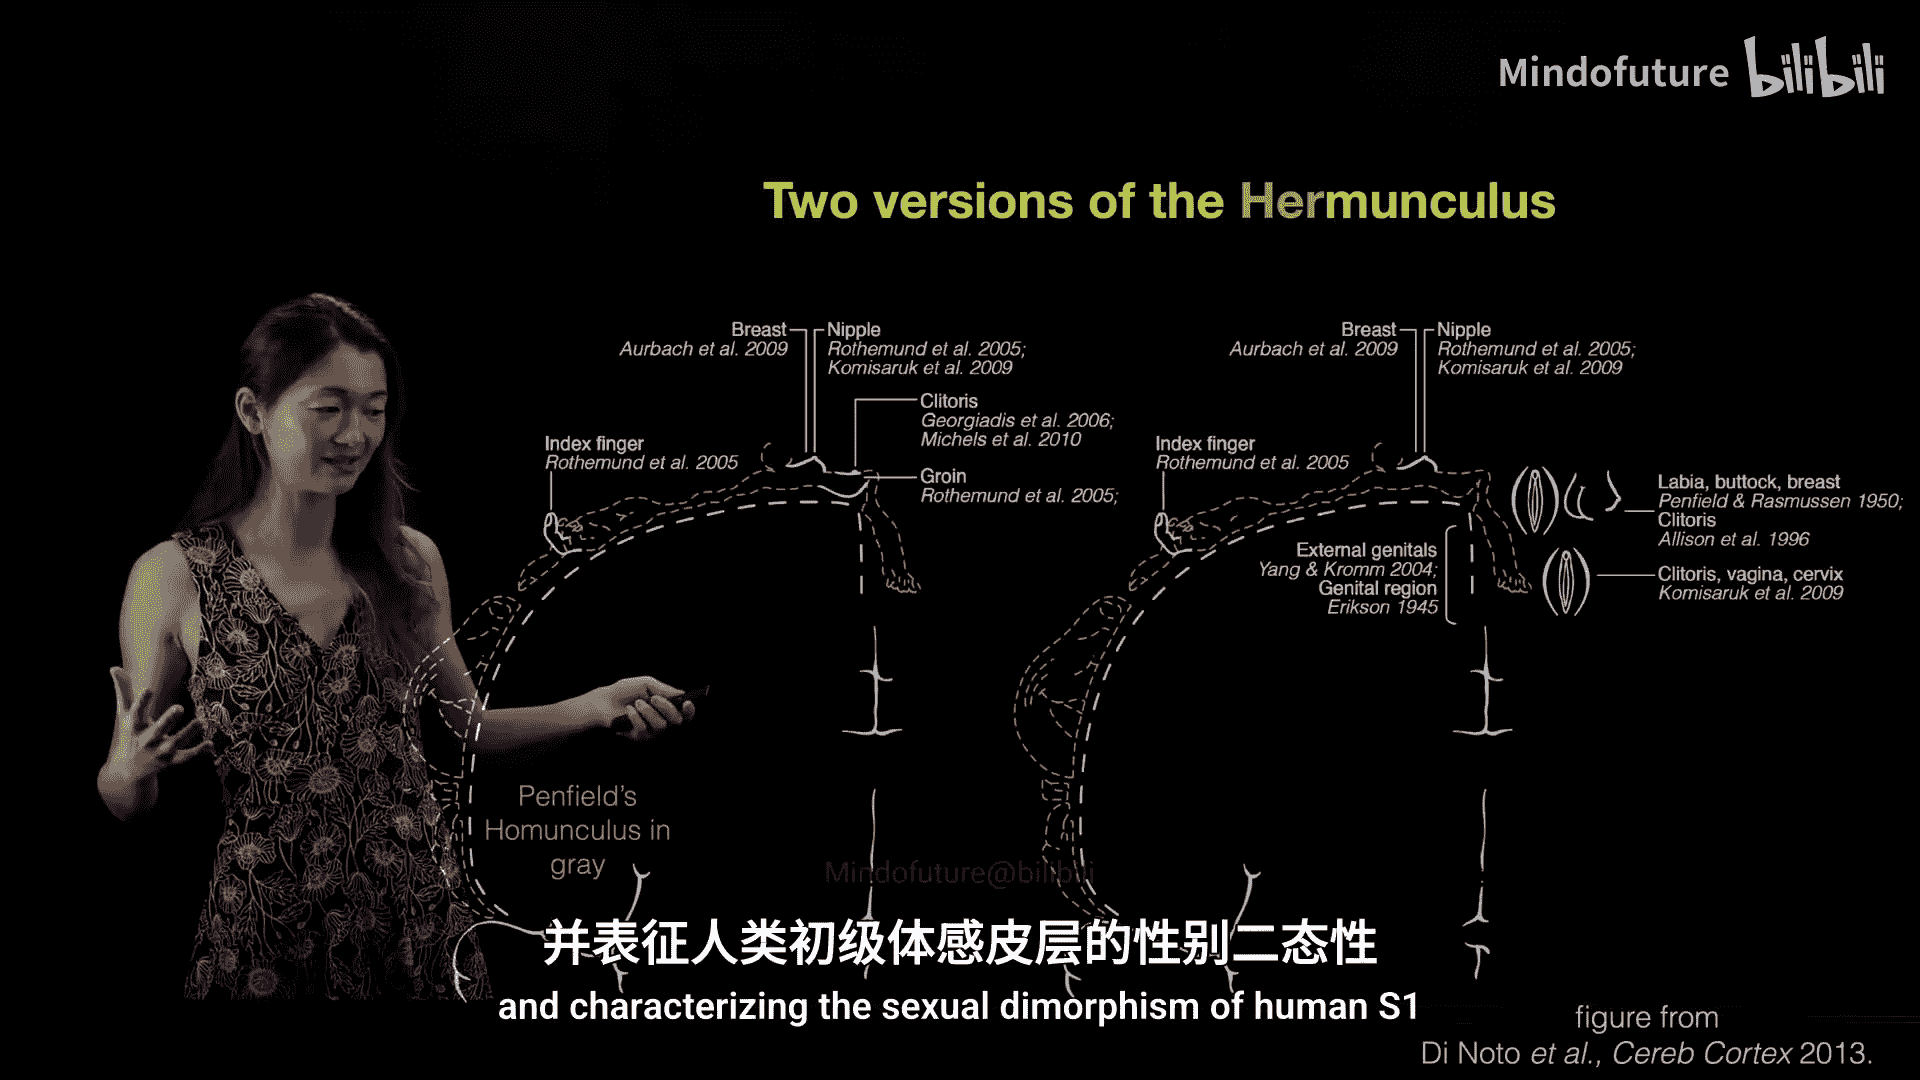 Mindofuture bilibili
Two versions of the Hermunculus
Breast
Aurbach et al. 2009
Nipple
Rothemund et al. 2005;
Komisaruk et al. 2009
Clitoris
Georgiadis et al. 2006;
Michels et al. 2010
Index finger
Rothemund et al. 2005
Groin
Rothemund et al. 2005;
Breast
Aurbach et al. 2009
Nipple
Rothemund et al. 2005;
Komisaruk et al. 2009
Index finger
Rothemund et al. 2005
Labia, buttock, breast
Penfield & Rasmussen 1950;
Clitoris
Allison et al. 1996
External genitals
Yang & Kromm 2004;
Genital region
Erikson 1945
Clitoris, vagina, cervix
Komisaruk et al. 2009
Penfield's
Homunculus in
gray
Mindofuture@bilibili
并表征人类初级体感皮层的性别二态性
and characterizing the sexual dimorphism of human S1
figure from
Di Noto et al., Cereb Cortex 2013.